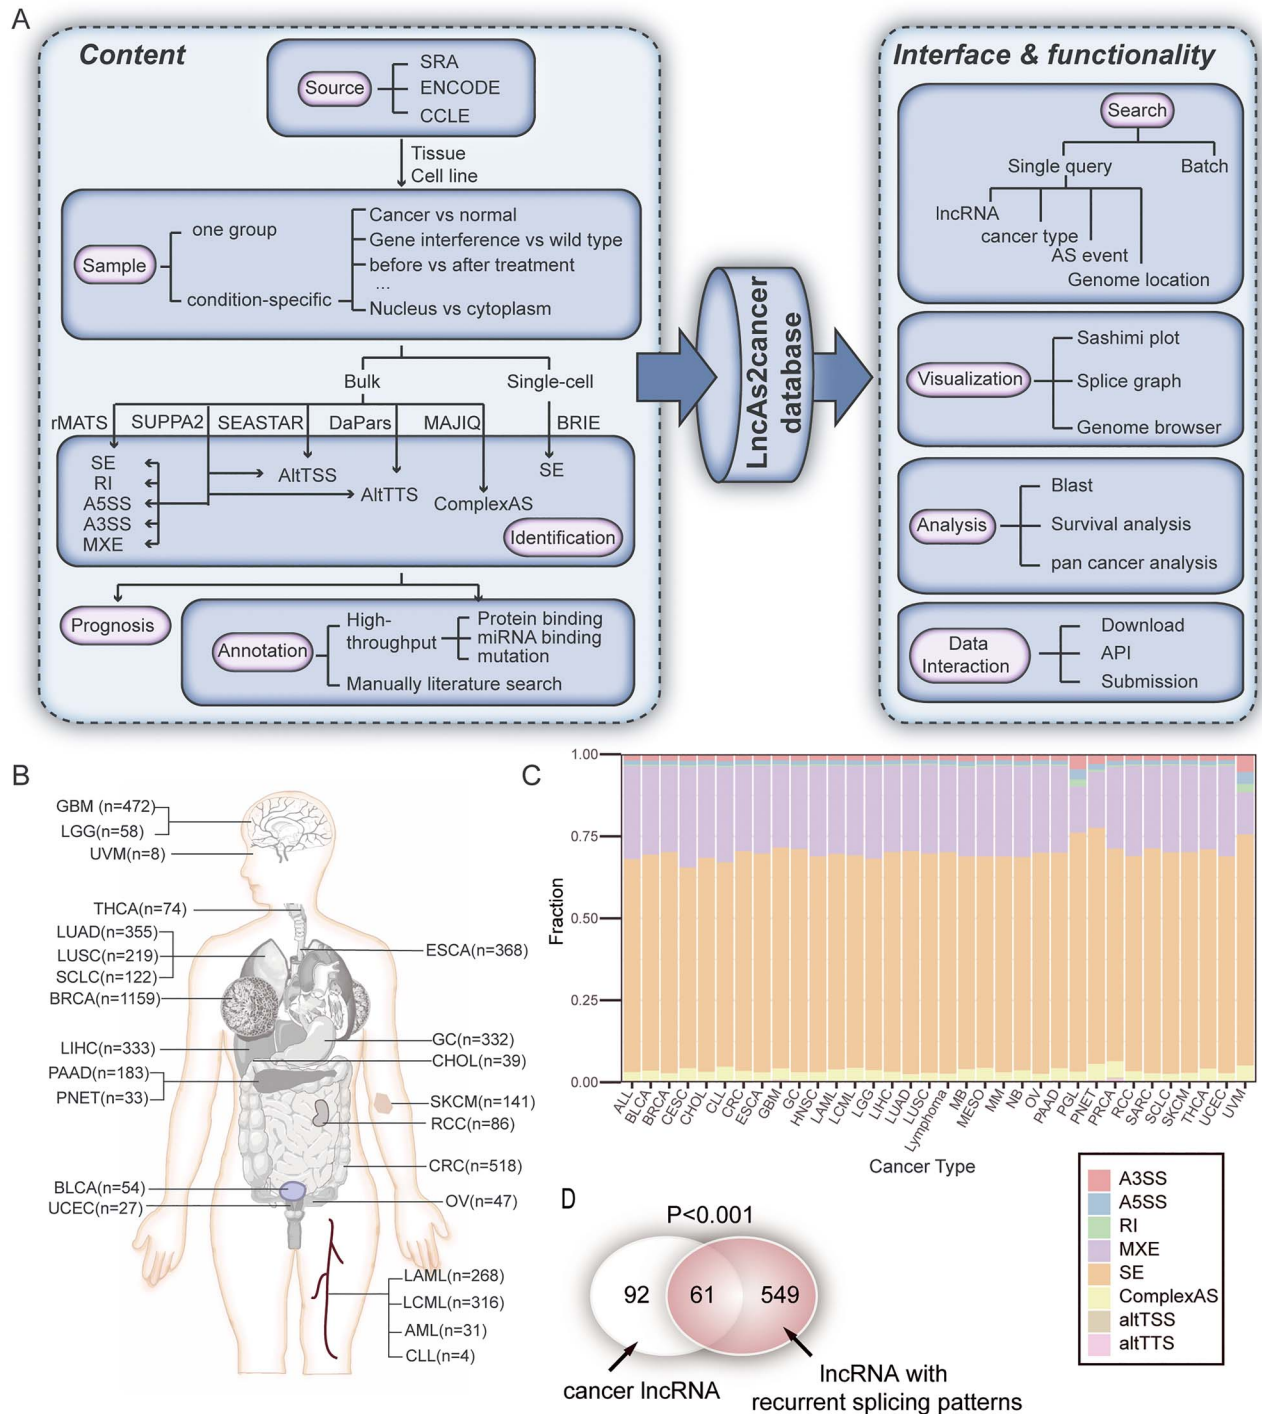 A
Content
Source
SRA
ENCODE
CCLE
Tissue
Cell line
Sample
one group
condition-specific
Cancer vs normal
Gene interference vs wild type
before vs after treatment
...
Nucleus vs cytoplasm
Bulk
Single-cell
rMATS
SUPPA2
SEASTAR
DaPars
MAJIQ
BRIE
SE
RI
A5SS
A3SS
MXE
AltTSS
AltTTS
ComplexAS
SE
Identification
Prognosis
Annotation
High-
throughput
Protein binding
miRNA binding
mutation
Manually literature search
LncAs2cancer
database
Interface & functionality
Search
Single query
Batch
lncRNA
cancer type
AS event
Genome location
Visualization
Sashimi plot
Splice graph
Genome browser
Analysis
Blast
Survival analysis
pan cancer analysis
Data
Interaction
Download
API
Submission
B
GBM (n=472)
LGG(n=58)
UVM(n=8)
THCA(n=74)
LUAD(n=355)
LUSC(n=219)
SCLC(n=122)
BRCA(n=1159)
LIHC(n=333)
PAAD(n=183)
PNET(n=33)
BLCA(n=54)
UCEC(n=27)
ESCA(n=368)
GC(n=332)
CHOL(n=39)
SKCM(n=141)
RCC(n=86)
CRC(n=518)
OV(n=47)
LAML(n=268)
LCML(n=316)
AML(n=31)
CLL(n=4)
C
1.00
0.75
0.50
0.25
0.00
Fraction
ALL
BLCA
BRCA
CESC
CHOL
CLL
CRC
ESCA
GBM
GC
HNSC
LAML
LCML
LGG
LIHC
LUAD
LUSC
Lymphoma
MB
MESO
MM
NB
OV
PAAD
PGL
PNET
PRCA
RCC
SARC
SCLC
SKCM
THCA
UCEC
UVM
Cancer Type
A3SS
A5SS
RI
MXE
SE
ComplexAS
altTSS
altTTS
D
P<0.001
92
61
549
cancer lncRNA
lncRNA with
recurrent splicing patterns